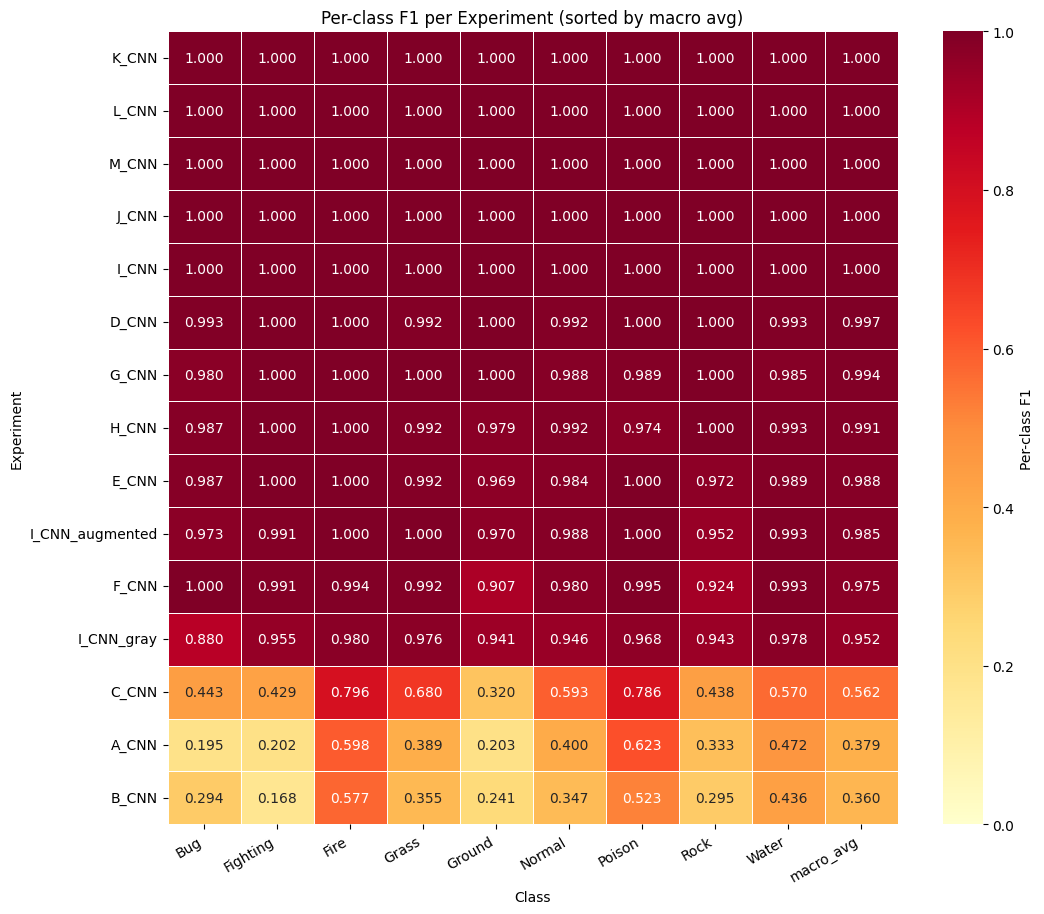 Per-class F1 per Experiment (sorted by macro avg)
Experiment
K_CNN 1.000 1.000 1.000 1.000 1.000 1.000 1.000 1.000 1.000 1.000
L_CNN 1.000 1.000 1.000 1.000 1.000 1.000 1.000 1.000 1.000 1.000
M_CNN 1.000 1.000 1.000 1.000 1.000 1.000 1.000 1.000 1.000 1.000
J_CNN 1.000 1.000 1.000 1.000 1.000 1.000 1.000 1.000 1.000 1.000
I_CNN 1.000 1.000 1.000 1.000 1.000 1.000 1.000 1.000 1.000 1.000
D_CNN 0.993 1.000 1.000 0.992 1.000 0.992 1.000 1.000 0.993 0.997
G_CNN 0.980 1.000 1.000 1.000 1.000 0.988 0.989 1.000 0.985 0.994
H_CNN 0.987 1.000 1.000 0.992 0.979 0.992 0.974 1.000 0.993 0.991
E_CNN 0.987 1.000 1.000 0.992 0.969 0.984 1.000 0.972 0.989 0.988
I_CNN_augmented 0.973 0.991 1.000 1.000 0.970 0.988 1.000 0.952 0.993 0.985
F_CNN 1.000 0.991 0.994 0.992 0.907 0.980 0.995 0.924 0.993 0.975
I_CNN_gray 0.880 0.955 0.980 0.976 0.941 0.946 0.968 0.943 0.978 0.952
C_CNN 0.443 0.429 0.796 0.680 0.320 0.593 0.786 0.438 0.570 0.562
A_CNN 0.195 0.202 0.598 0.389 0.203 0.400 0.623 0.333 0.472 0.379
B_CNN 0.294 0.168 0.577 0.355 0.241 0.347 0.523 0.295 0.436 0.360
Bug Fighting Fire Grass Ground Normal Poison Rock Water macro_avg
Class
1.0
0.8
0.6
0.4
0.2
0.0
Per-class F1